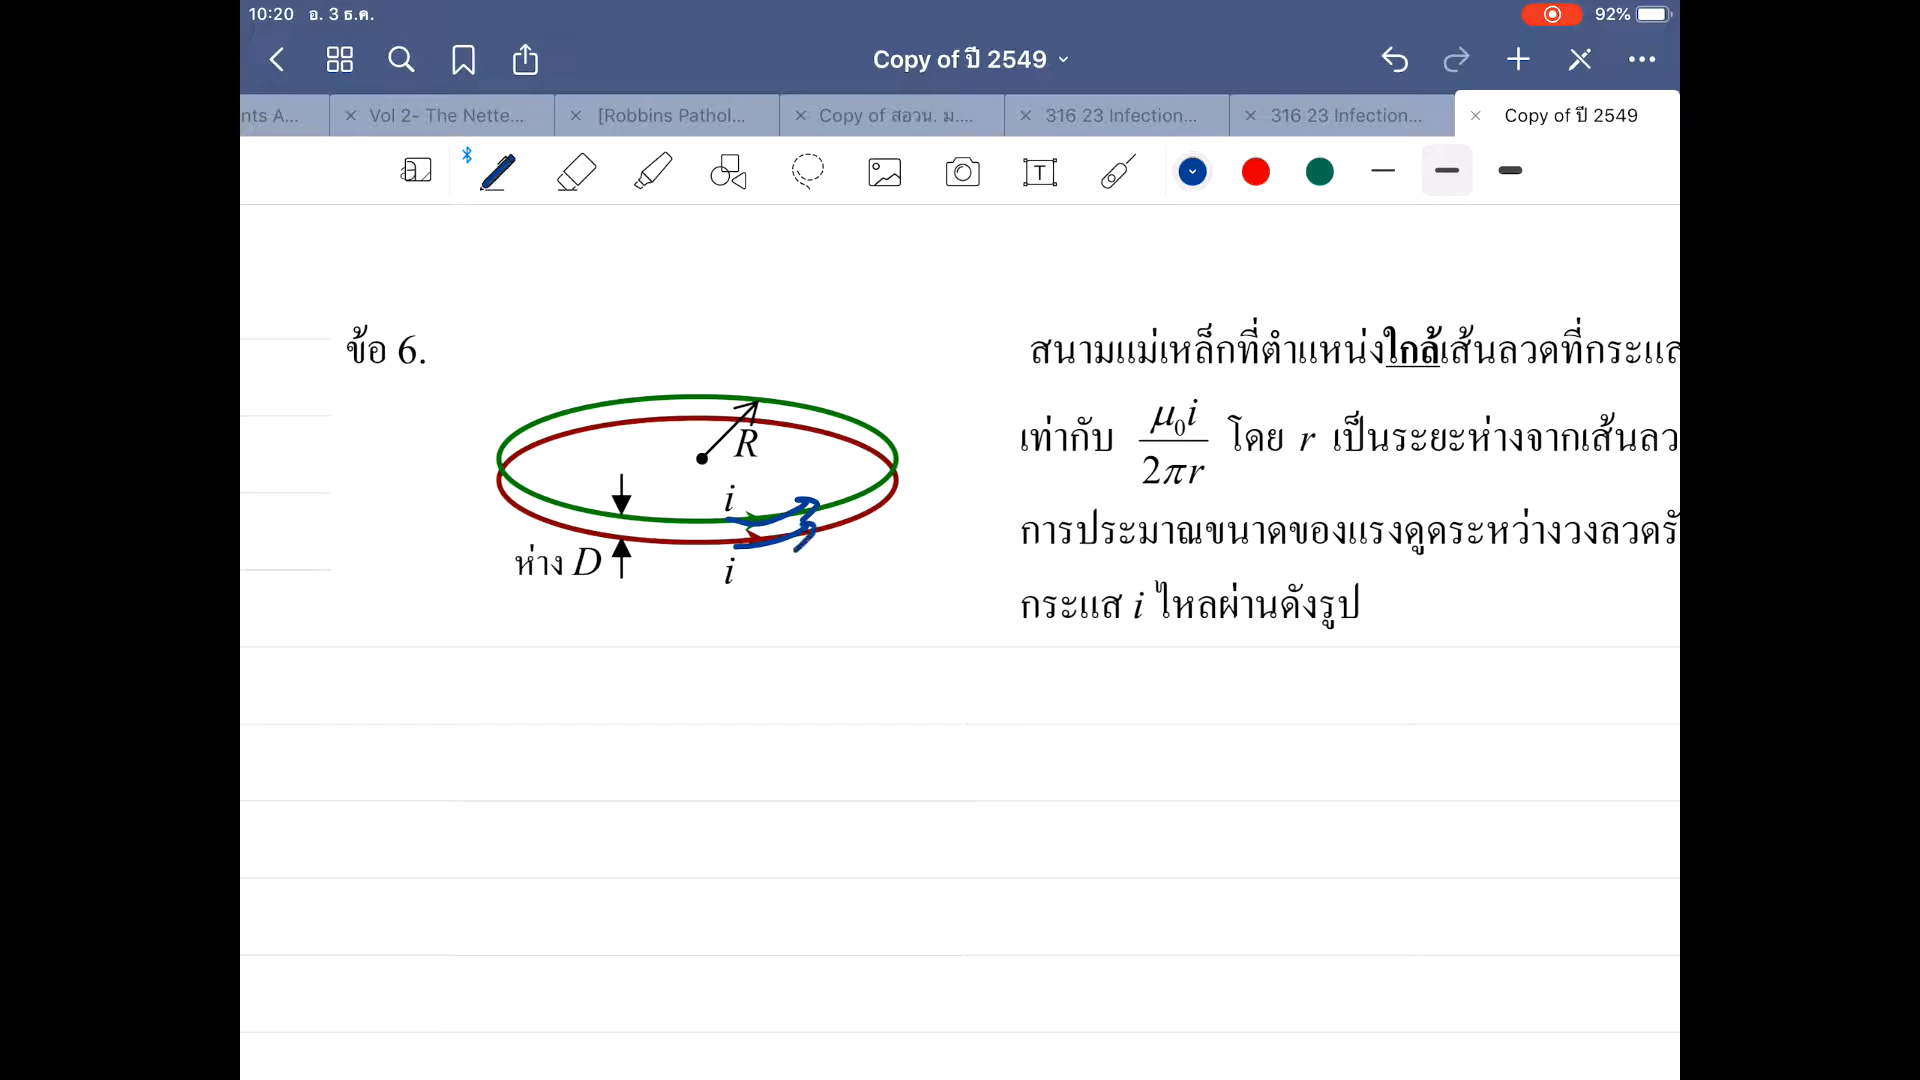 10:20 อ. 3 ธ.ค.
92%
Copy of ปี 2549
nts A...
Vol 2- The Nette...
[Robbins Pathol...
Copy of สอวน. ม....
316 23 Infection...
316 23 Infection...
Copy of ปี 2549
ข้อ 6.
R
i
ห่าง D
i
สนามแม่เหล็กที่ตำแหน่งใกล้เส้นลวดที่กระแส
เท่ากับ μ₀i/2πr โดย r เป็นระยะห่างจากเส้นลว
การประมาณขนาดของแรงดูดระหว่างวงลวดรั
กระแส i ไหลผ่านดังรูป